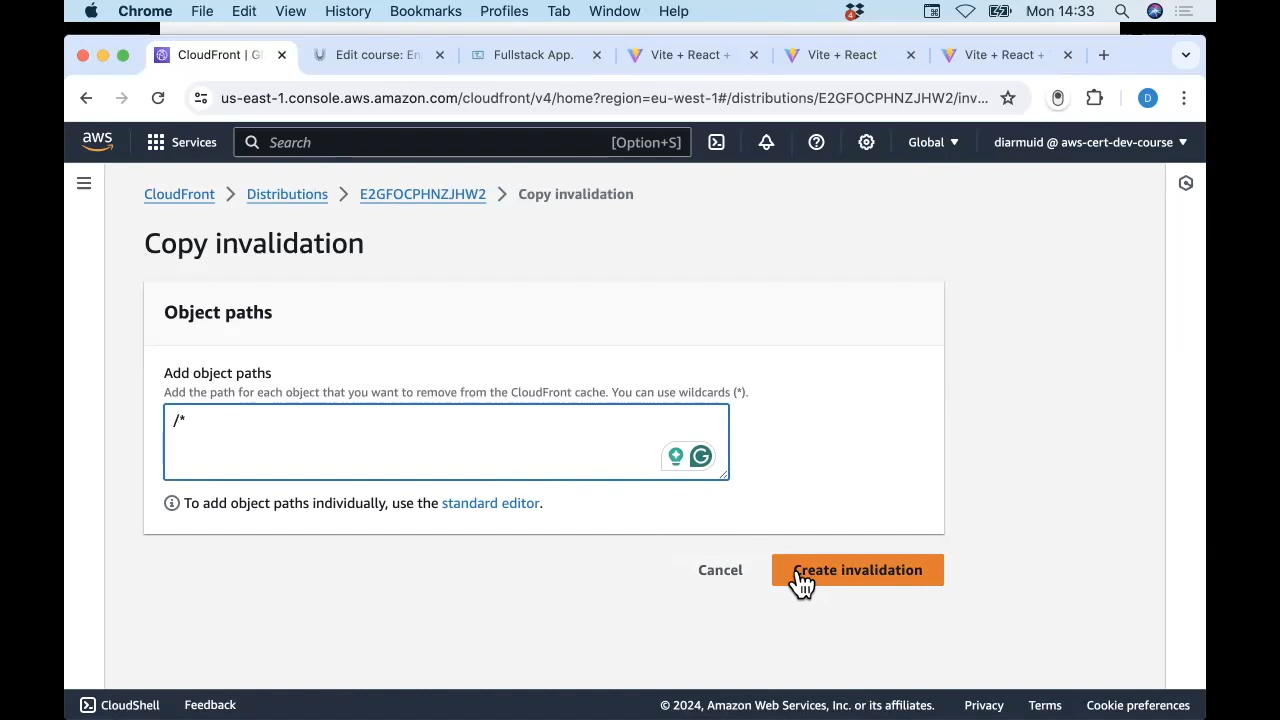 Chrome File Edit View History Bookmarks Profiles Tab Window Help 4 Mon 14:33
CloudFront | Gl Edit course: En Fullstack App. Vite + React + Vite + React Vite + React +
us-east-1.console.aws.amazon.com/cloudfront/v4/home?region=eu-west-1#/distributions/E2GFOCPHNZJHW2/inv... D
aws Services Search [Option+S] Global diarmuid @ aws-cert-dev-course
CloudFront Distributions E2GFOCPHNZJHW2 Copy invalidation
Copy invalidation
Object paths
Add object paths
Add the path for each object that you want to remove from the CloudFront cache. You can use wildcards (*).
/*
To add object paths individually, use the standard editor.
Cancel Create invalidation
CloudShell Feedback © 2024, Amazon Web Services, Inc. or its affiliates. Privacy Terms Cookie preferences